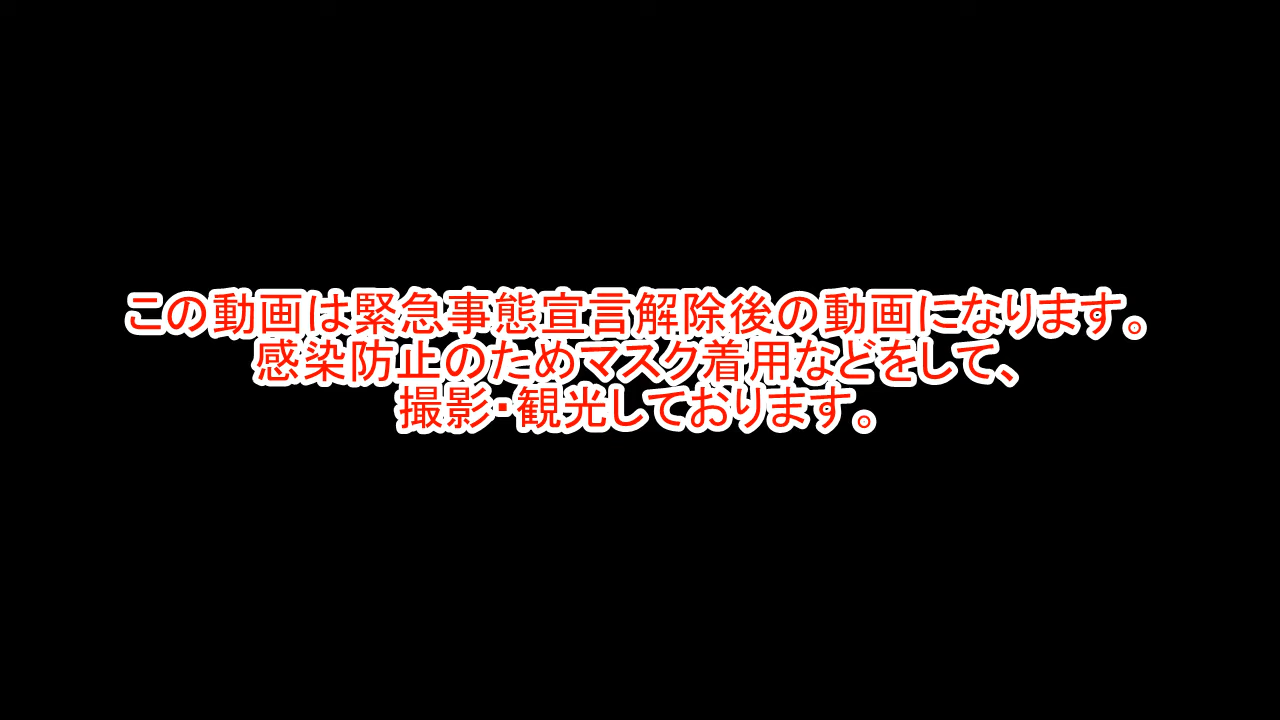 この動画は緊急事態宣言解除後の動画になります。
感染防止のためマスク着用などをして、
撮影・観光しております。